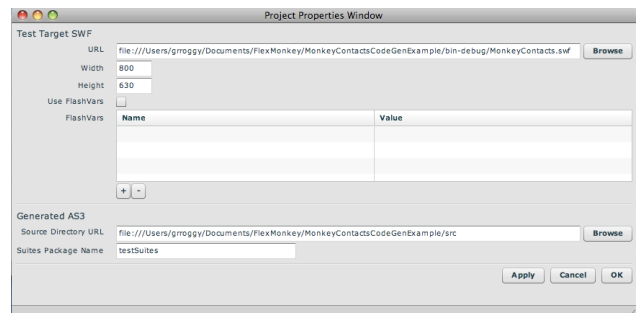 Project Properties Window
Test Target SWF
URL file:///Users/grroggy/Documents/FlexMonkey/MonkeyContactsCodeGenExample/bin-debug/MonkeyContacts.swf Browse
Width 800
Height 630
Use FlashVars
FlashVars Name Value
+ -
Generated AS3
Source Directory URL file:///Users/grroggy/Documents/FlexMonkey/MonkeyContactsCodeGenExample/src Browse
Suites Package Name testSuites
Apply Cancel OK